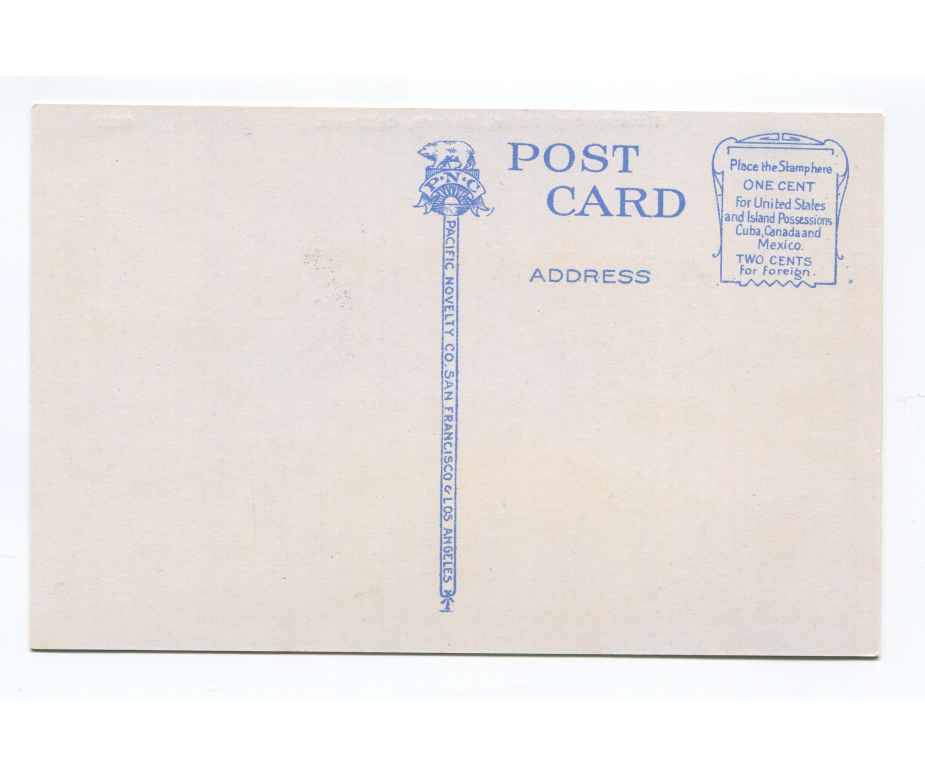 P·N·C
PACIFIC NOVELTY CO. SAN FRANCISCO & LOS ANGELES
POST
CARD
ADDRESS
Place the Stamp here
ONE CENT
For United States
and Island Possessions
Cuba, Canada and
Mexico.
TWO CENTS
for foreign.